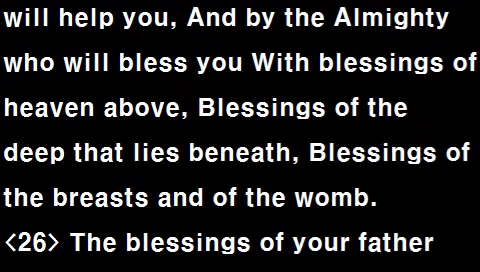 will help you, And by the Almighty
who will bless you With blessings of
heaven above, Blessings of the
deep that lies beneath, Blessings of
the breasts and of the womb.
<26> The blessings of your father